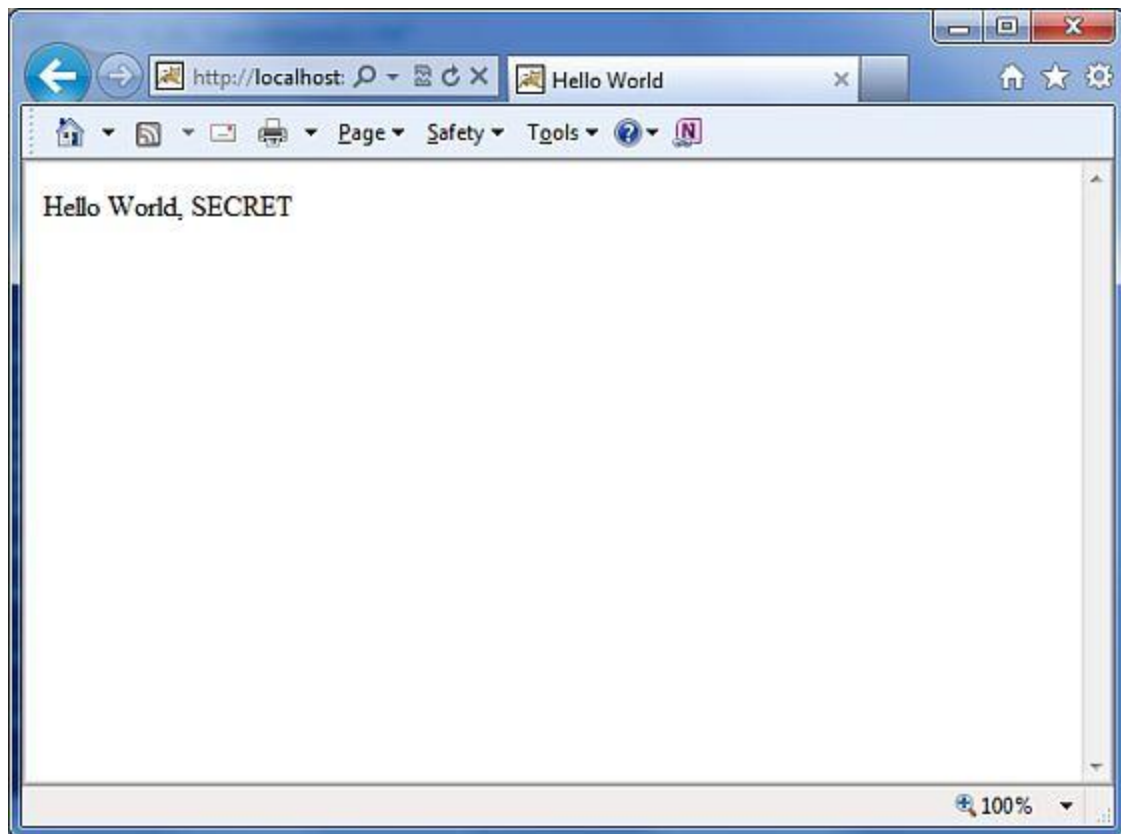 http://localhost:
Hello World
Page Safety Tools
Hello World, SECRET
100%